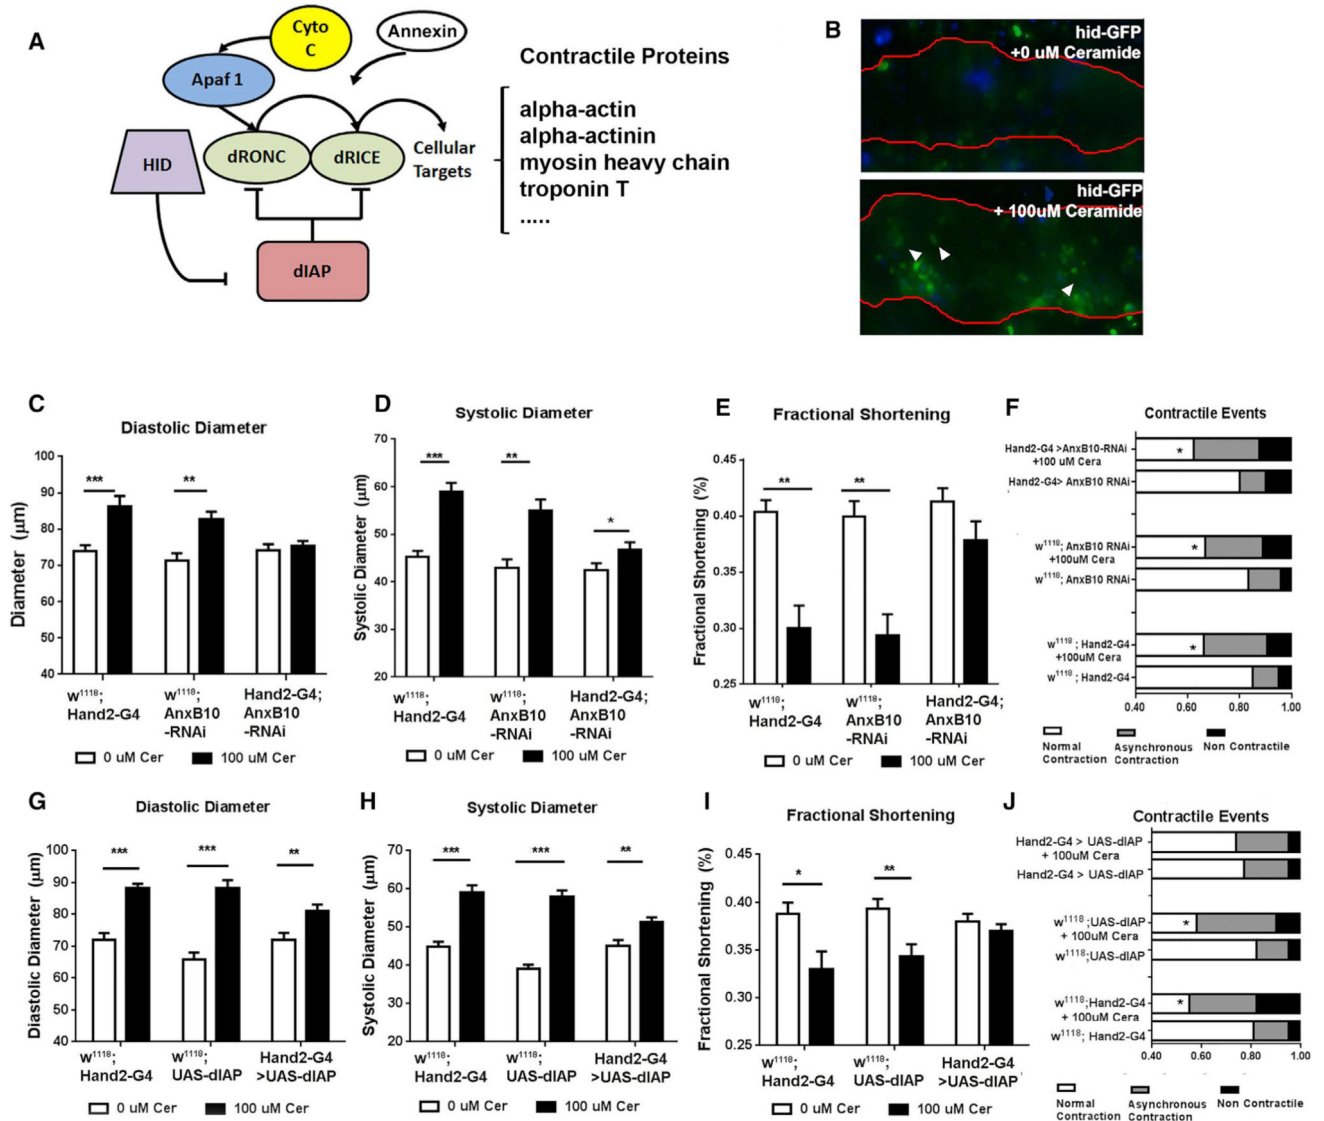 A
Cyto
C
Annexin
Apaf 1
HID
dRONC
dRICE
Cellular
Targets
dIAP
Contractile Proteins
alpha-actin
alpha-actinin
myosin heavy chain
troponin T
.....
B
hid-GFP
+0 uM Ceramide
hid-GFP
+ 100uM Ceramide
C
Diastolic Diameter
Diameter (µm)
100
90
80
70
60
50
40
***
**
w1118;
Hand2-G4
w1118;
AnxB10
-RNAi
Hand2-G4;
AnxB10
-RNAi
0 uM Cer
100 uM Cer
D
Systolic Diameter
Systolic Diameter (µm)
70
60
50
40
30
20
***
**
*
w1118;
Hand2-G4
w1118;
AnxB10
-RNAi
Hand2-G4;
AnxB10
-RNAi
0 uM Cer
100 uM Cer
E
Fractional Shortening
Fractional Shortening (%)
0.45
0.40
0.35
0.30
0.25
**
**
w1118;
Hand2-G4
w1118;
AnxB10
-RNAi
Hand2-G4;
AnxB10
-RNAi
0 uM Cer
100 uM Cer
F
Contractile Events
Hand2-G4 >AnxB10-RNAi
+100 uM Cera
*
Hand2-G4> AnxB10 RNAi
w1118; AnxB10 RNAi
+100uM Cera
*
w1118; AnxB10 RNAi
w1118; Hand2-G4
+100uM Cera
*
w1118; Hand2-G4
0.40
0.60
0.80
1.00
Normal
Contraction
Asynchronous
Contraction
Non Contractile
G
Diastolic Diameter
Diastolic Diameter (µm)
100
90
80
70
60
50
40
***
***
**
w1118;
Hand2-G4
w1118;
UAS-dIAP
Hand2-G4
>UAS-dIAP
0 uM Cer
100 uM Cer
H
Systolic Diameter
Systolic Diameter (µm)
70
60
50
40
30
20
***
***
**
w1118;
Hand2-G4
w1118;
UAS-dIAP
Hand2-G4
>UAS-dIAP
0 uM Cer
100 uM Cer
I
Fractional Shortening
Fractional Shortening (%)
0.45
0.40
0.35
0.30
0.25
*
**
w1118;
Hand2-G4
w1118;
UAS-dIAP
Hand2-G4
>UAS-dIAP
0 uM Cer
100 uM Cer
J
Contractile Events
Hand2-G4 > UAS-dIAP
+ 100uM Cera
Hand2-G4 > UAS-dIAP
w1118;UAS-dIAP
+ 100uM Cera
*
w1118;UAS-dIAP
w1118;Hand2-G4
+ 100uM Cera
*
w1118; Hand2-G4
0.40
0.60
0.80
1.00
Normal
Contraction
Asynchronous
Contraction
Non Contractile